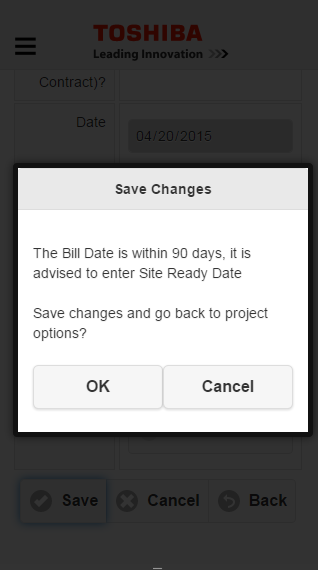 TOSHIBA
Leading Innovation >>>
Contract)?
Date
04/20/2015
Save Changes
The Bill Date is within 90 days, it is
advised to enter Site Ready Date
Save changes and go back to project
options?
OK Cancel
Save Cancel Back